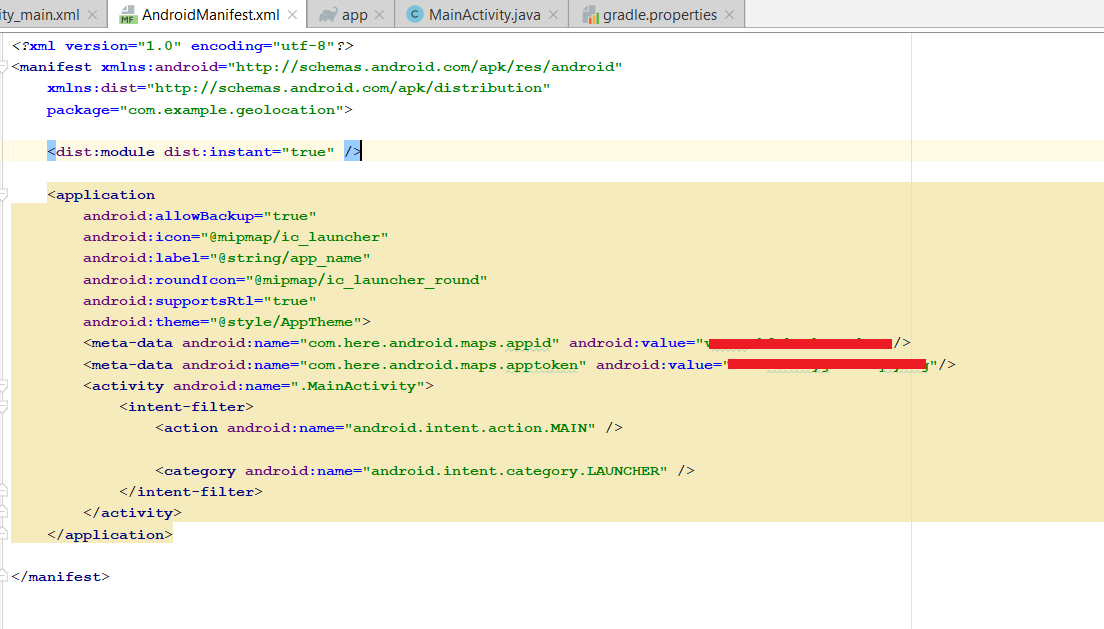 ity_main.xml AndroidManifest.xml app MainActivity.java gradle.properties
<?xml version="1.0" encoding="utf-8"?>
<manifest xmlns:android="http://schemas.android.com/apk/res/android"
    xmlns:dist="http://schemas.android.com/apk/distribution"
    package="com.example.geolocation">
    <dist:module dist:instant="true" />
    <application
        android:allowBackup="true"
        android:icon="@mipmap/ic_launcher"
        android:label="@string/app_name"
        android:roundIcon="@mipmap/ic_launcher_round"
        android:supportsRtl="true"
        android:theme="@style/AppTheme">
        <meta-data android:name="com.here.android.maps.appid" android:value=" />
        <meta-data android:name="com.here.android.maps.apptoken" android:value=" "/>
        <activity android:name=".MainActivity">
            <intent-filter>
                <action android:name="android.intent.action.MAIN" />
                <category android:name="android.intent.category.LAUNCHER" />
            </intent-filter>
        </activity>
    </application>
</manifest>